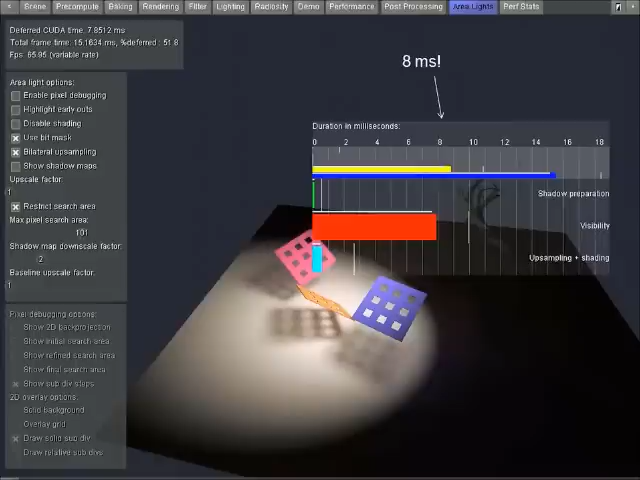 Scene Precompute Baking Rendering Filter Lighting Radiosity Demo Performance Post Processing Area Lights Perf Stats
Deferred CUDA time: 7.8512 ms
Total frame time: 15.1634 ms, %deferred : 51.8
Fps: 65.95 (variable rate)
8 ms!
Area light options:
Enable pixel debugging
Highlight early outs
Disable shading
Use bit mask
Bilateral upsampling
Show shadow maps
Upscale factor:
1
Restrict search area
Max pixel search area:
101
Shadow map downscale factor:
2
Baseline upscale factor:
1
Duration in milliseconds:
0 2 4 6 8 10 12 14 16 18
Shadow preparation
Visibility
Upsampling + shading
Pixel debugging options:
Show 2D backprojection
Show initial search area
Show refined search area
Show final search area
Show sub div steps
2D overlay options:
Solid background
Overlay grid
Draw solid sub div
Draw relative sub divs